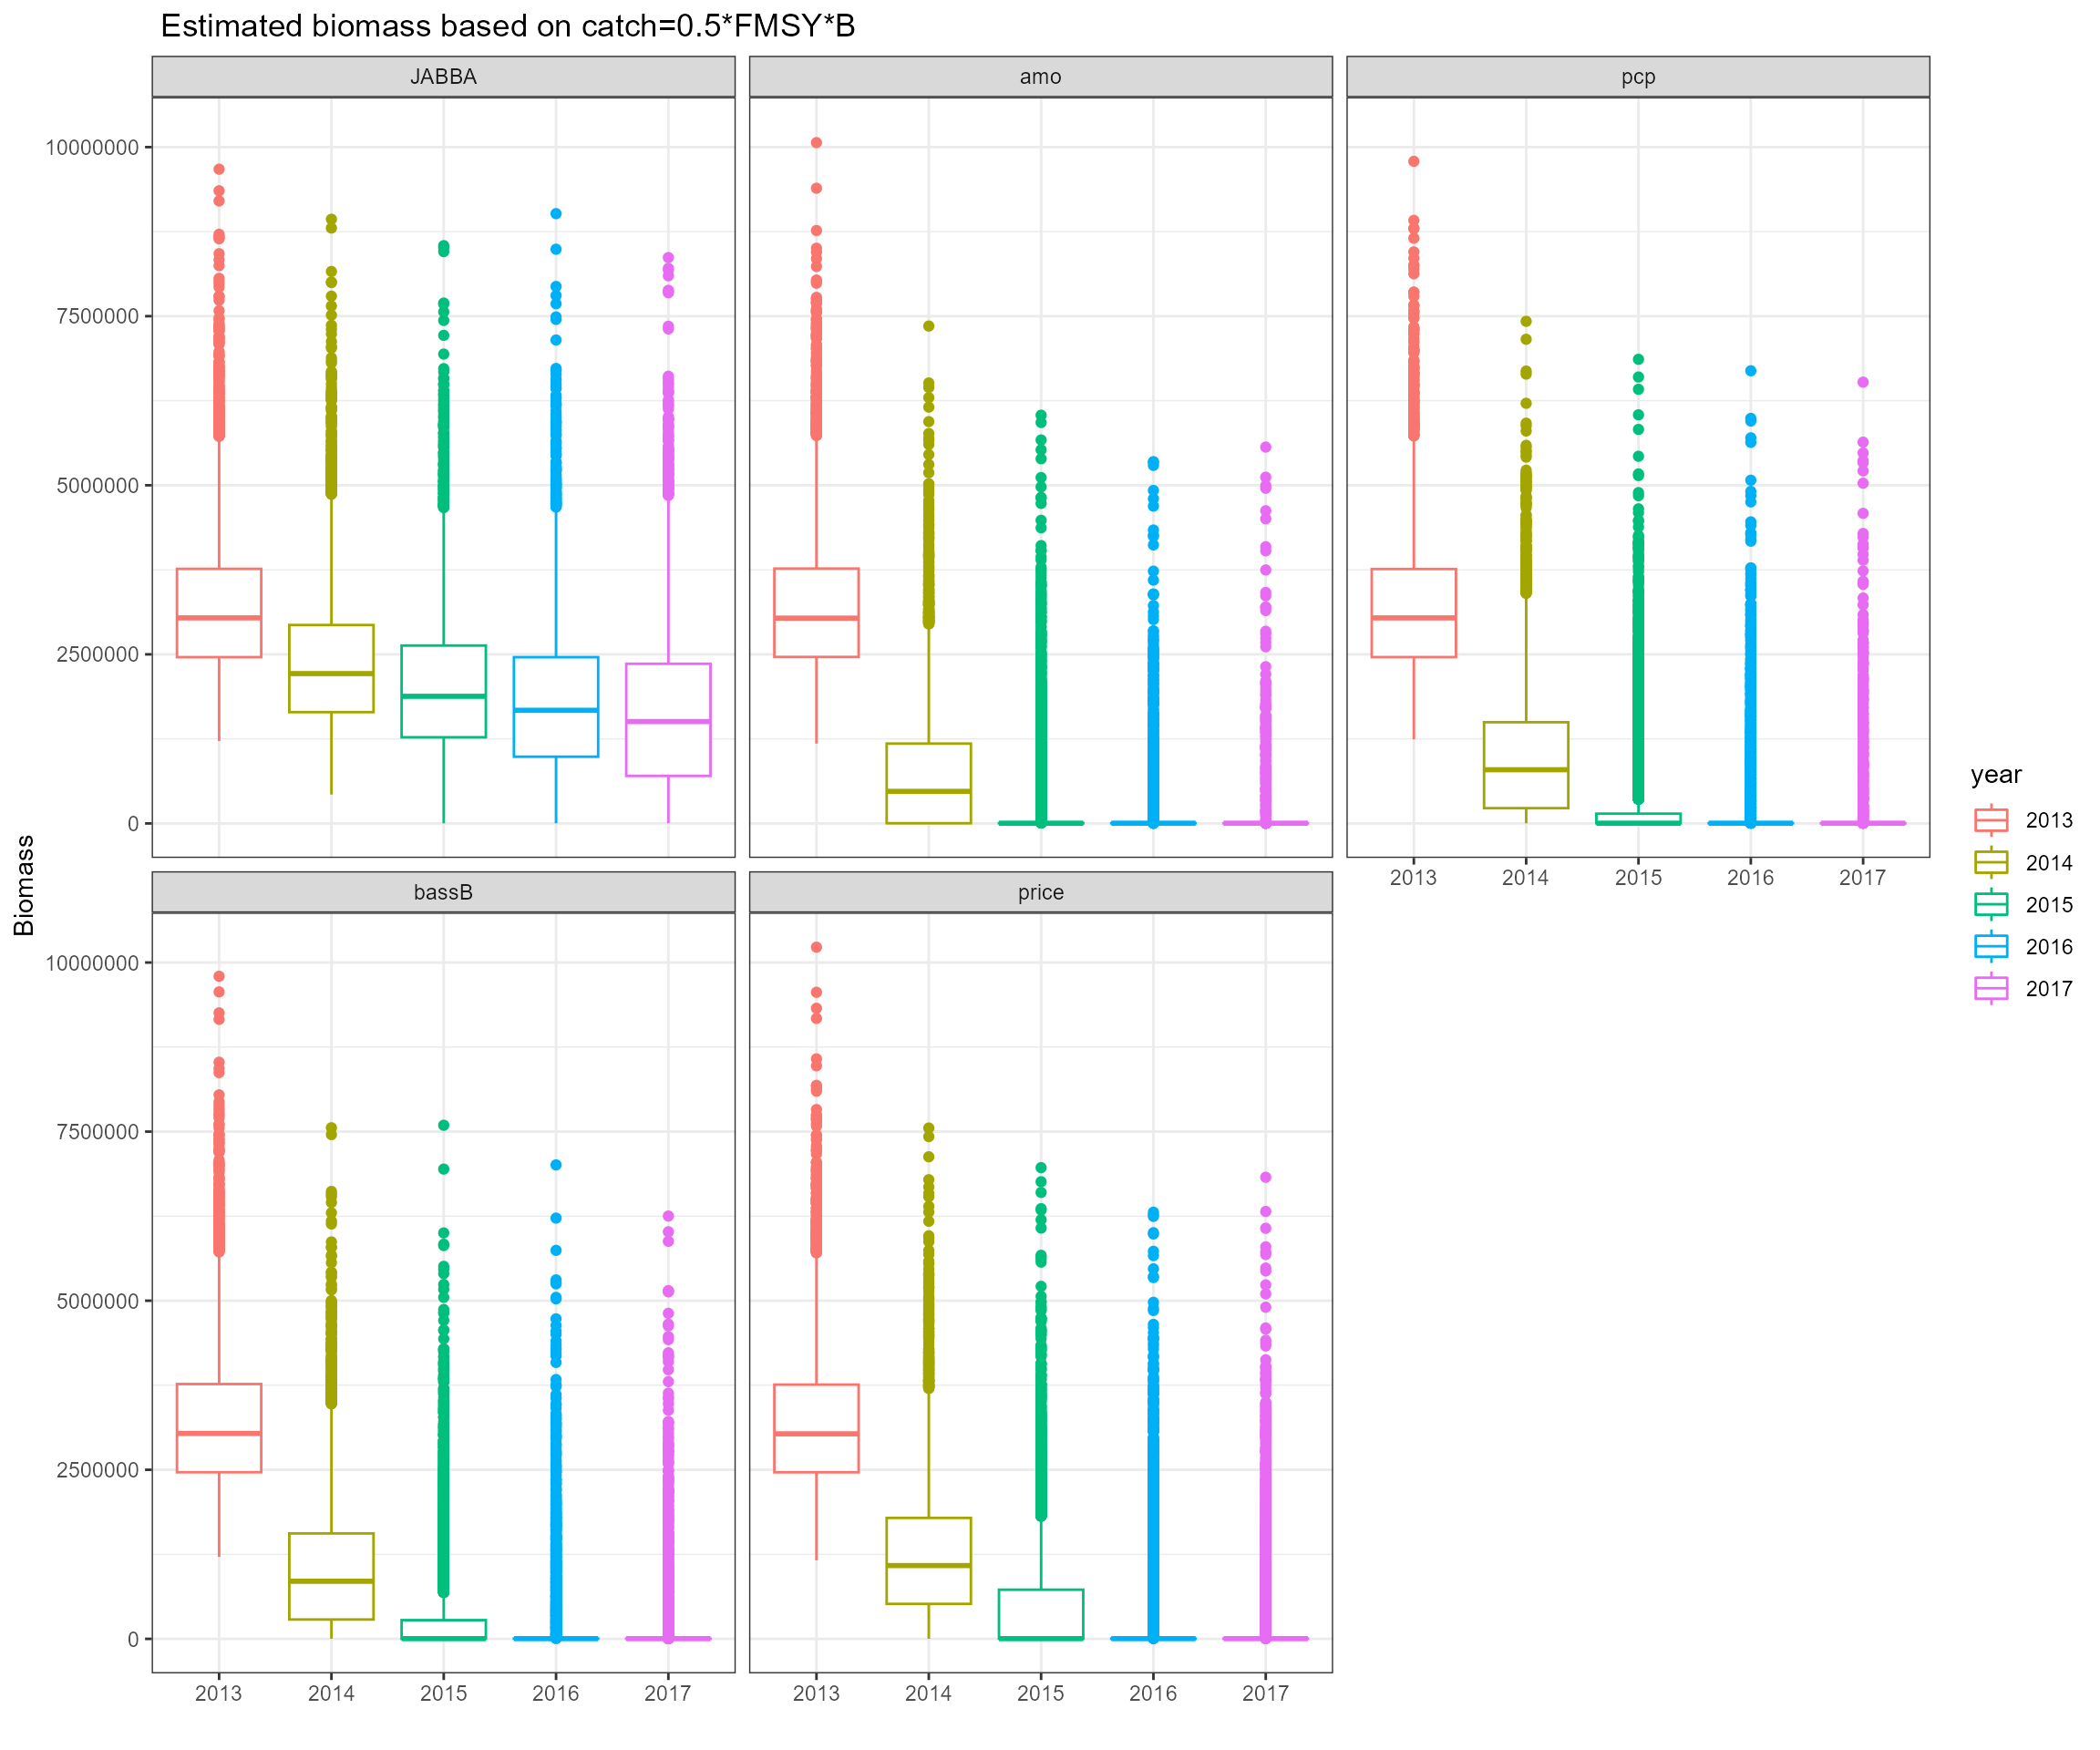 Estimated biomass based on catch=0.5*FMSY*B
JABBA
amo
pcp
10000000
7500000
5000000
2500000
0
2013 2014 2015 2016 2017
Biomass
year
2013
2014
2015
2016
2017
bassB
price
10000000
7500000
5000000
2500000
0
2013 2014 2015 2016 2017
2013 2014 2015 2016 2017